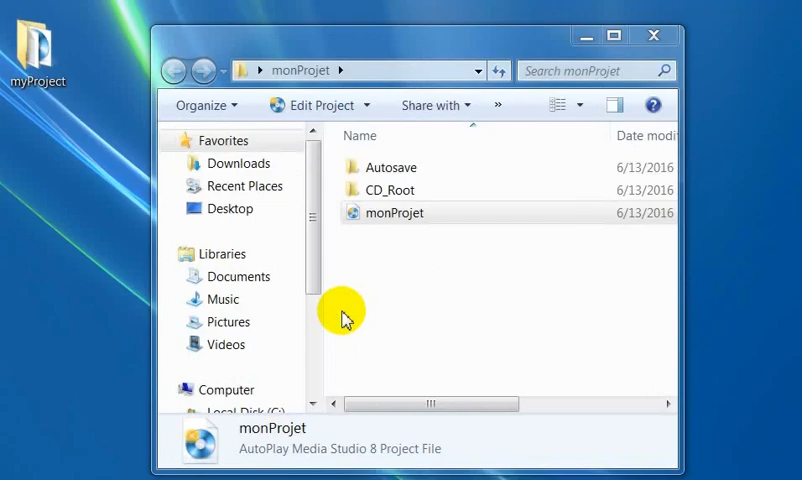 myProject
monProjet
Search monProjet
Organize
Edit Project
Share with
»
Name
Date modi
Favorites
Downloads
Recent Places
Desktop
Libraries
Documents
Music
Pictures
Videos
Computer
Local Disk (C:)
Autosave
6/13/2016
CD_Root
6/13/2016
monProjet
6/13/2016
monProjet
AutoPlay Media Studio 8 Project File